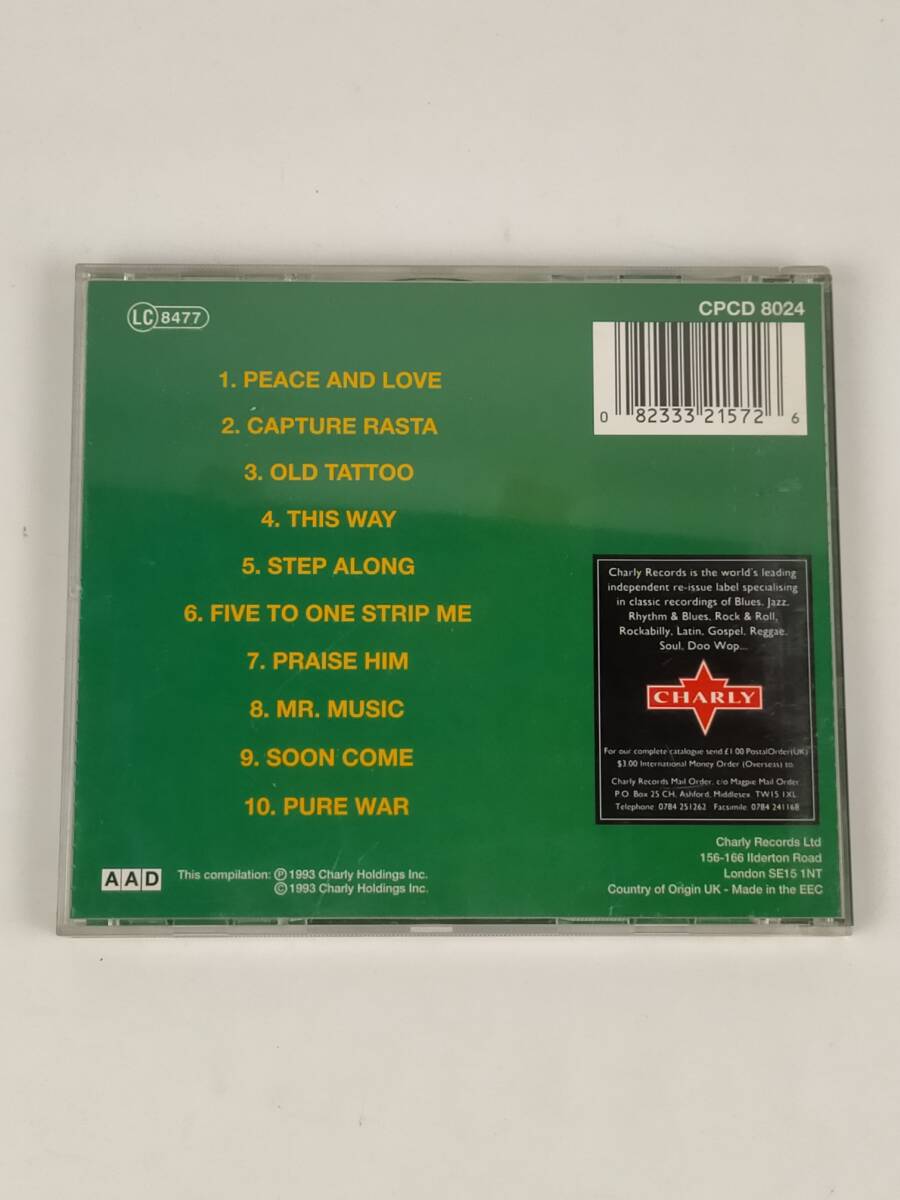 LC 8477
CPCD 8024
0 82333 21572 6
1. PEACE AND LOVE
2. CAPTURE RASTA
3. OLD TATTOO
4. THIS WAY
5. STEP ALONG
6. FIVE TO ONE STRIP ME
7. PRAISE HIM
8. MR. MUSIC
9. SOON COME
10. PURE WAR
Charly Records is the world's leading
independent re-issue label specialising
in classic recordings of Blues, Jazz,
Rhythm & Blues, Rock & Roll,
Rockabilly, Latin, Gospel, Reggae,
Soul, Doo Wop...
CHARLY
For our complete catalogue send £1.00 PostalOrder(UK)
$3.00 International Money Order (Overseas) to:
Charly Records Mail Order, c/o Magpie Mail Order
P.O. Box 25 CH, Ashford, Middlesex TW15 1XL
Telephone 0784 251262 Facsimile 0784 241168
AAD
This compilation: ℗ 1993 Charly Holdings Inc.
© 1993 Charly Holdings Inc.
Charly Records Ltd
156-166 Ilderton Road
London SE15 1NT
Country of Origin UK - Made in the EEC